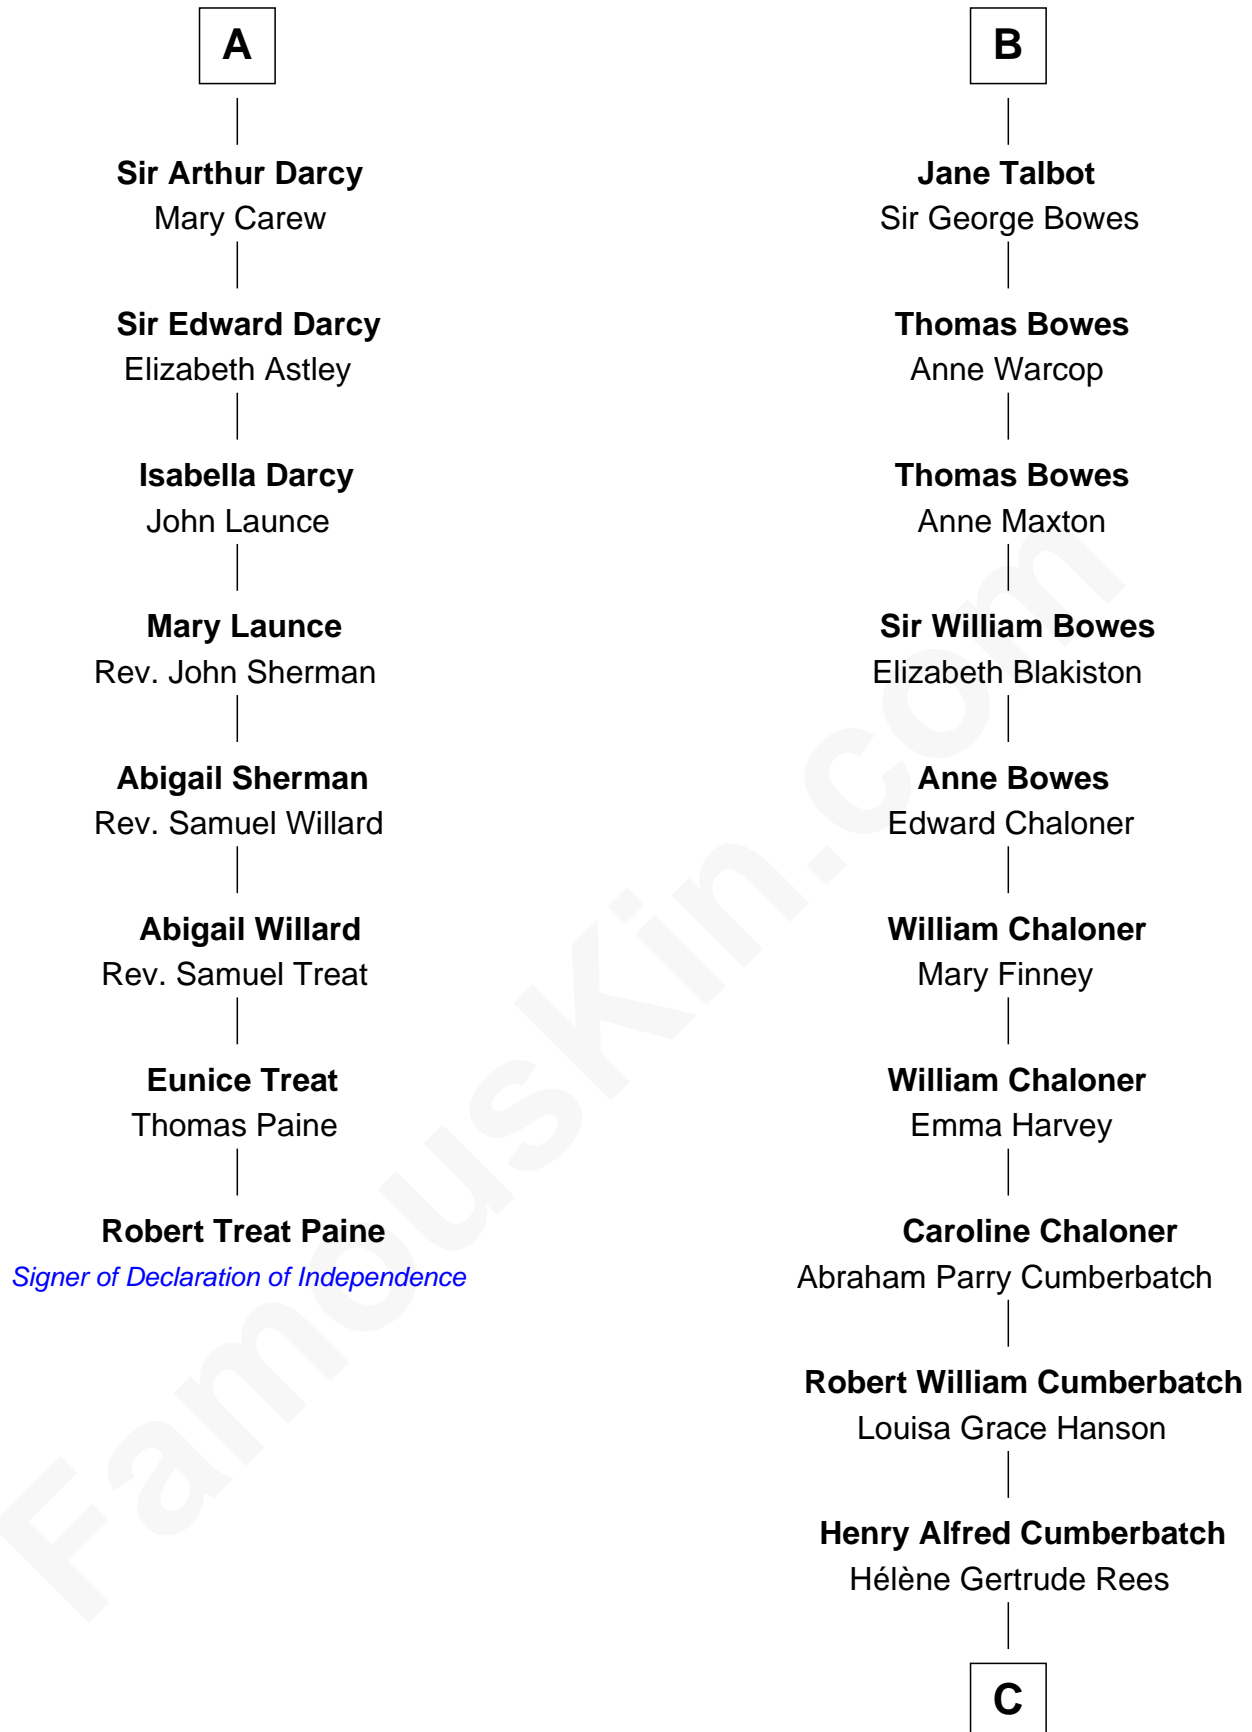 A
Sir Arthur Darcy
Mary Carew
Sir Edward Darcy
Elizabeth Astley
Isabella Darcy
John Launce
Mary Launce
Rev. John Sherman
Abigail Sherman
Rev. Samuel Willard
Abigail Willard
Rev. Samuel Treat
Eunice Treat
Thomas Paine
Robert Treat Paine
Signer of Declaration of Independence
B
Jane Talbot
Sir George Bowes
Thomas Bowes
Anne Warcop
Thomas Bowes
Anne Maxton
Sir William Bowes
Elizabeth Blakiston
Anne Bowes
Edward Chaloner
William Chaloner
Mary Finney
William Chaloner
Emma Harvey
Caroline Chaloner
Abraham Parry Cumberbatch
Robert William Cumberbatch
Louisa Grace Hanson
Henry Alfred Cumberbatch
Hélène Gertrude Rees
C
FamousKin.com